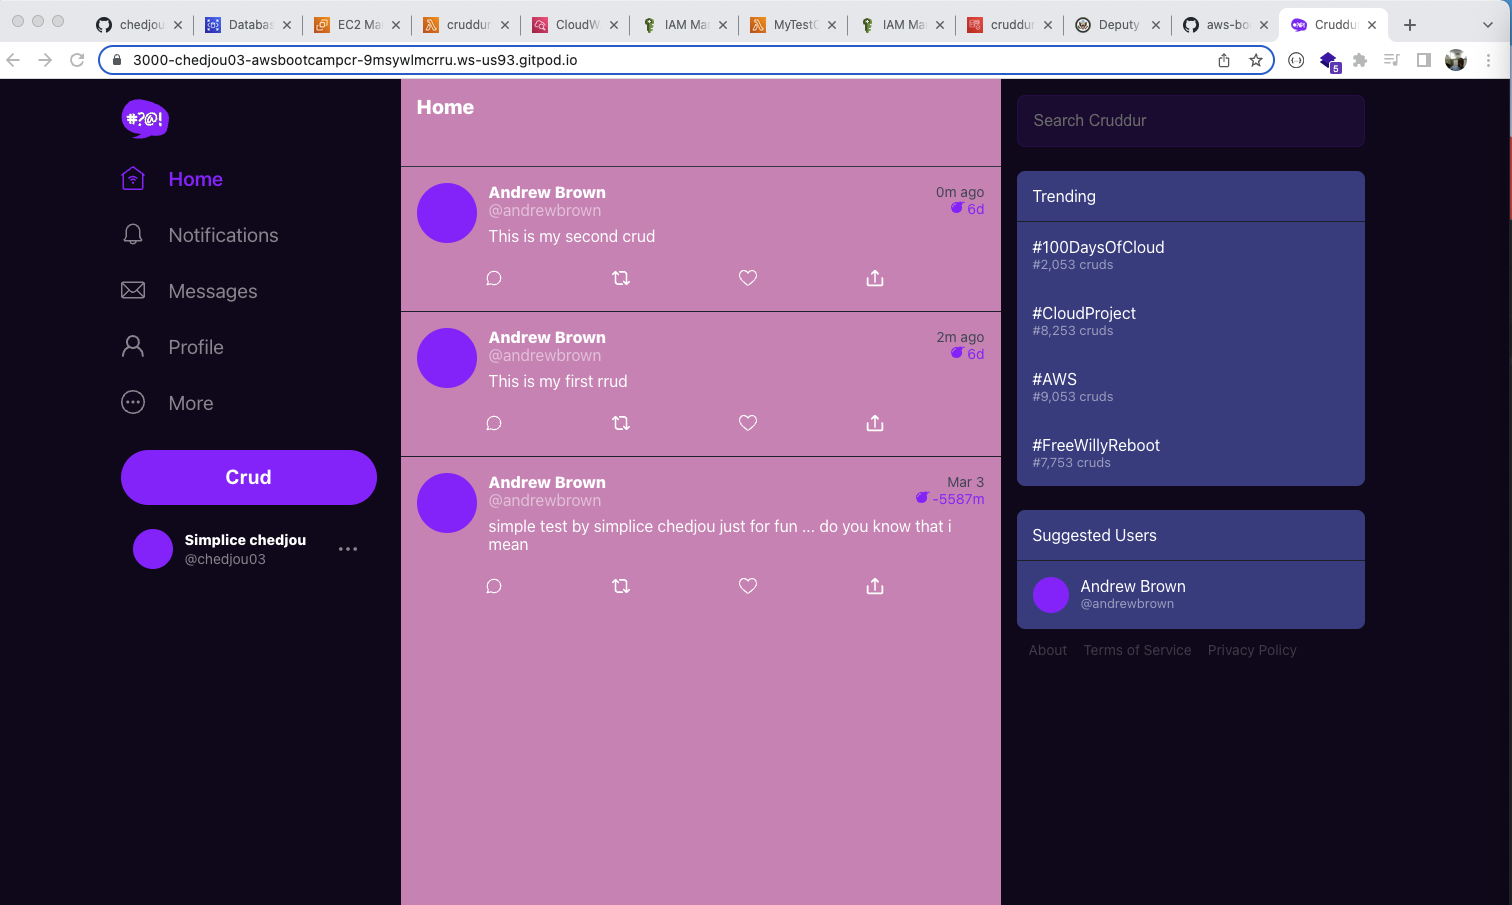 chedjou
Databas
EC2 Ma
cruddur
CloudW
IAM Mar
MyTestC
IAM Mar
cruddur
Deputy
aws-boo
Cruddu
3000-chedjou03-awsbootcampcr-9msywlmcrru.ws-us93.gitpod.io
5
#?@!
Home
Notifications
Messages
Profile
More
Crud
Simplice chedjou
@chedjou03
Home
Andrew Brown
0m ago
@andrewbrown
6d
This is my second crud
Andrew Brown
2m ago
@andrewbrown
6d
This is my first rrud
Andrew Brown
Mar 3
@andrewbrown
-5587m
simple test by simplice chedjou just for fun ... do you know that i
mean
Search Cruddur
Trending
#100DaysOfCloud
#2,053 cruds
#CloudProject
#8,253 cruds
#AWS
#9,053 cruds
#FreeWillyReboot
#7,753 cruds
Suggested Users
Andrew Brown
@andrewbrown
About Terms of Service Privacy Policy